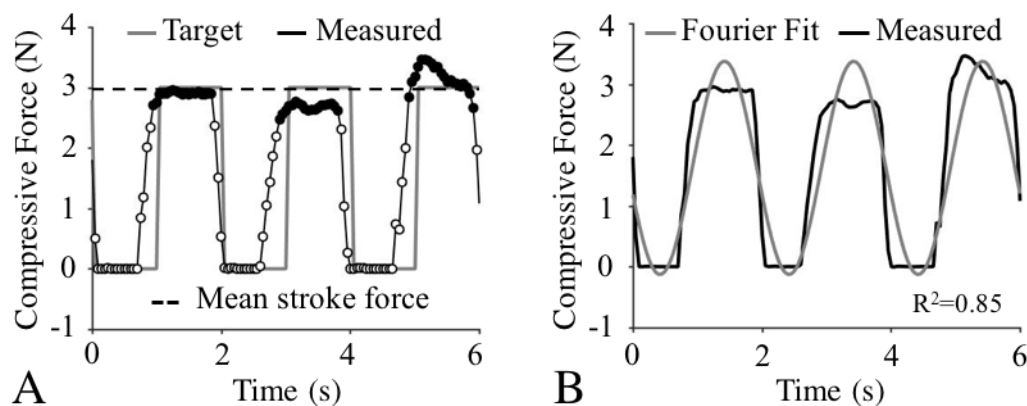 Target Measured
Compressive Force (N)
4
3
2
1
0
-1
Mean stroke force
0 2 4 6
Time (s)
A
Fourier Fit Measured
Compressive Force (N)
4
3
2
1
0
-1
R²=0.85
0 2 4 6
Time (s)
B